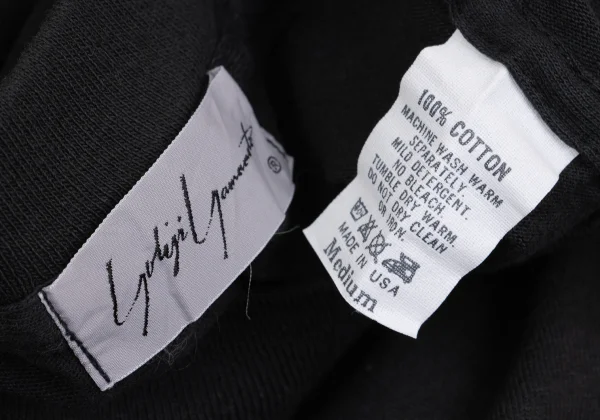 Yohji Yamamoto ®
100% COTTON
MACHINE WASH WARM
SEPARATELY.
MILD DETERGENT.
NO BLEACH.
TUMBLE DRY WARM.
DO NOT DRY CLEAN
OR IRON.
MADE IN USA
Medium